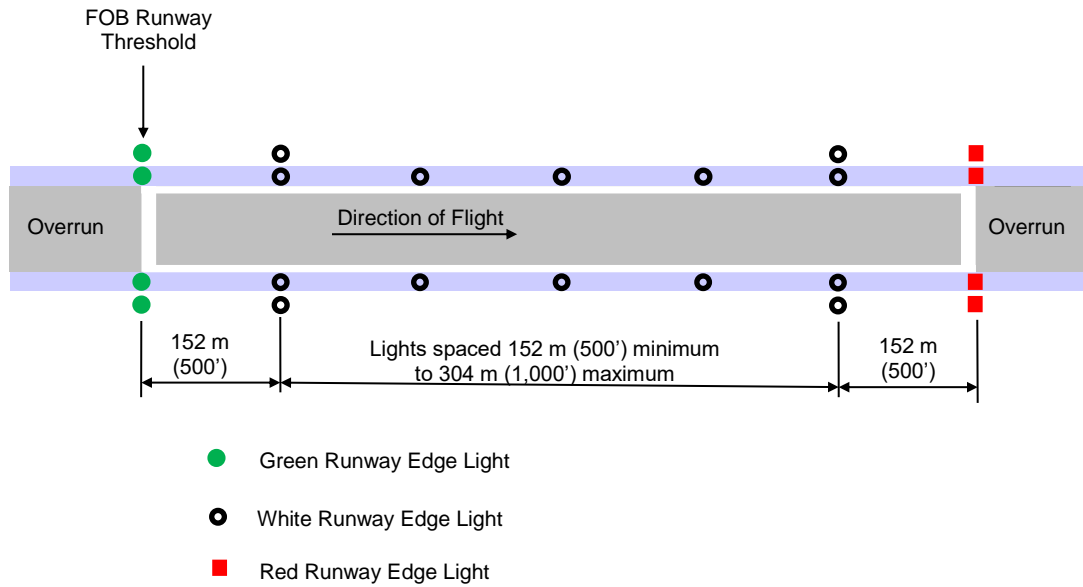 FOB Runway
Threshold
Overrun
Direction of Flight
Overrun
152 m
(500’)
Lights spaced 152 m (500’) minimum
to 304 m (1,000’) maximum
152 m
(500’)
Green Runway Edge Light
White Runway Edge Light
Red Runway Edge Light